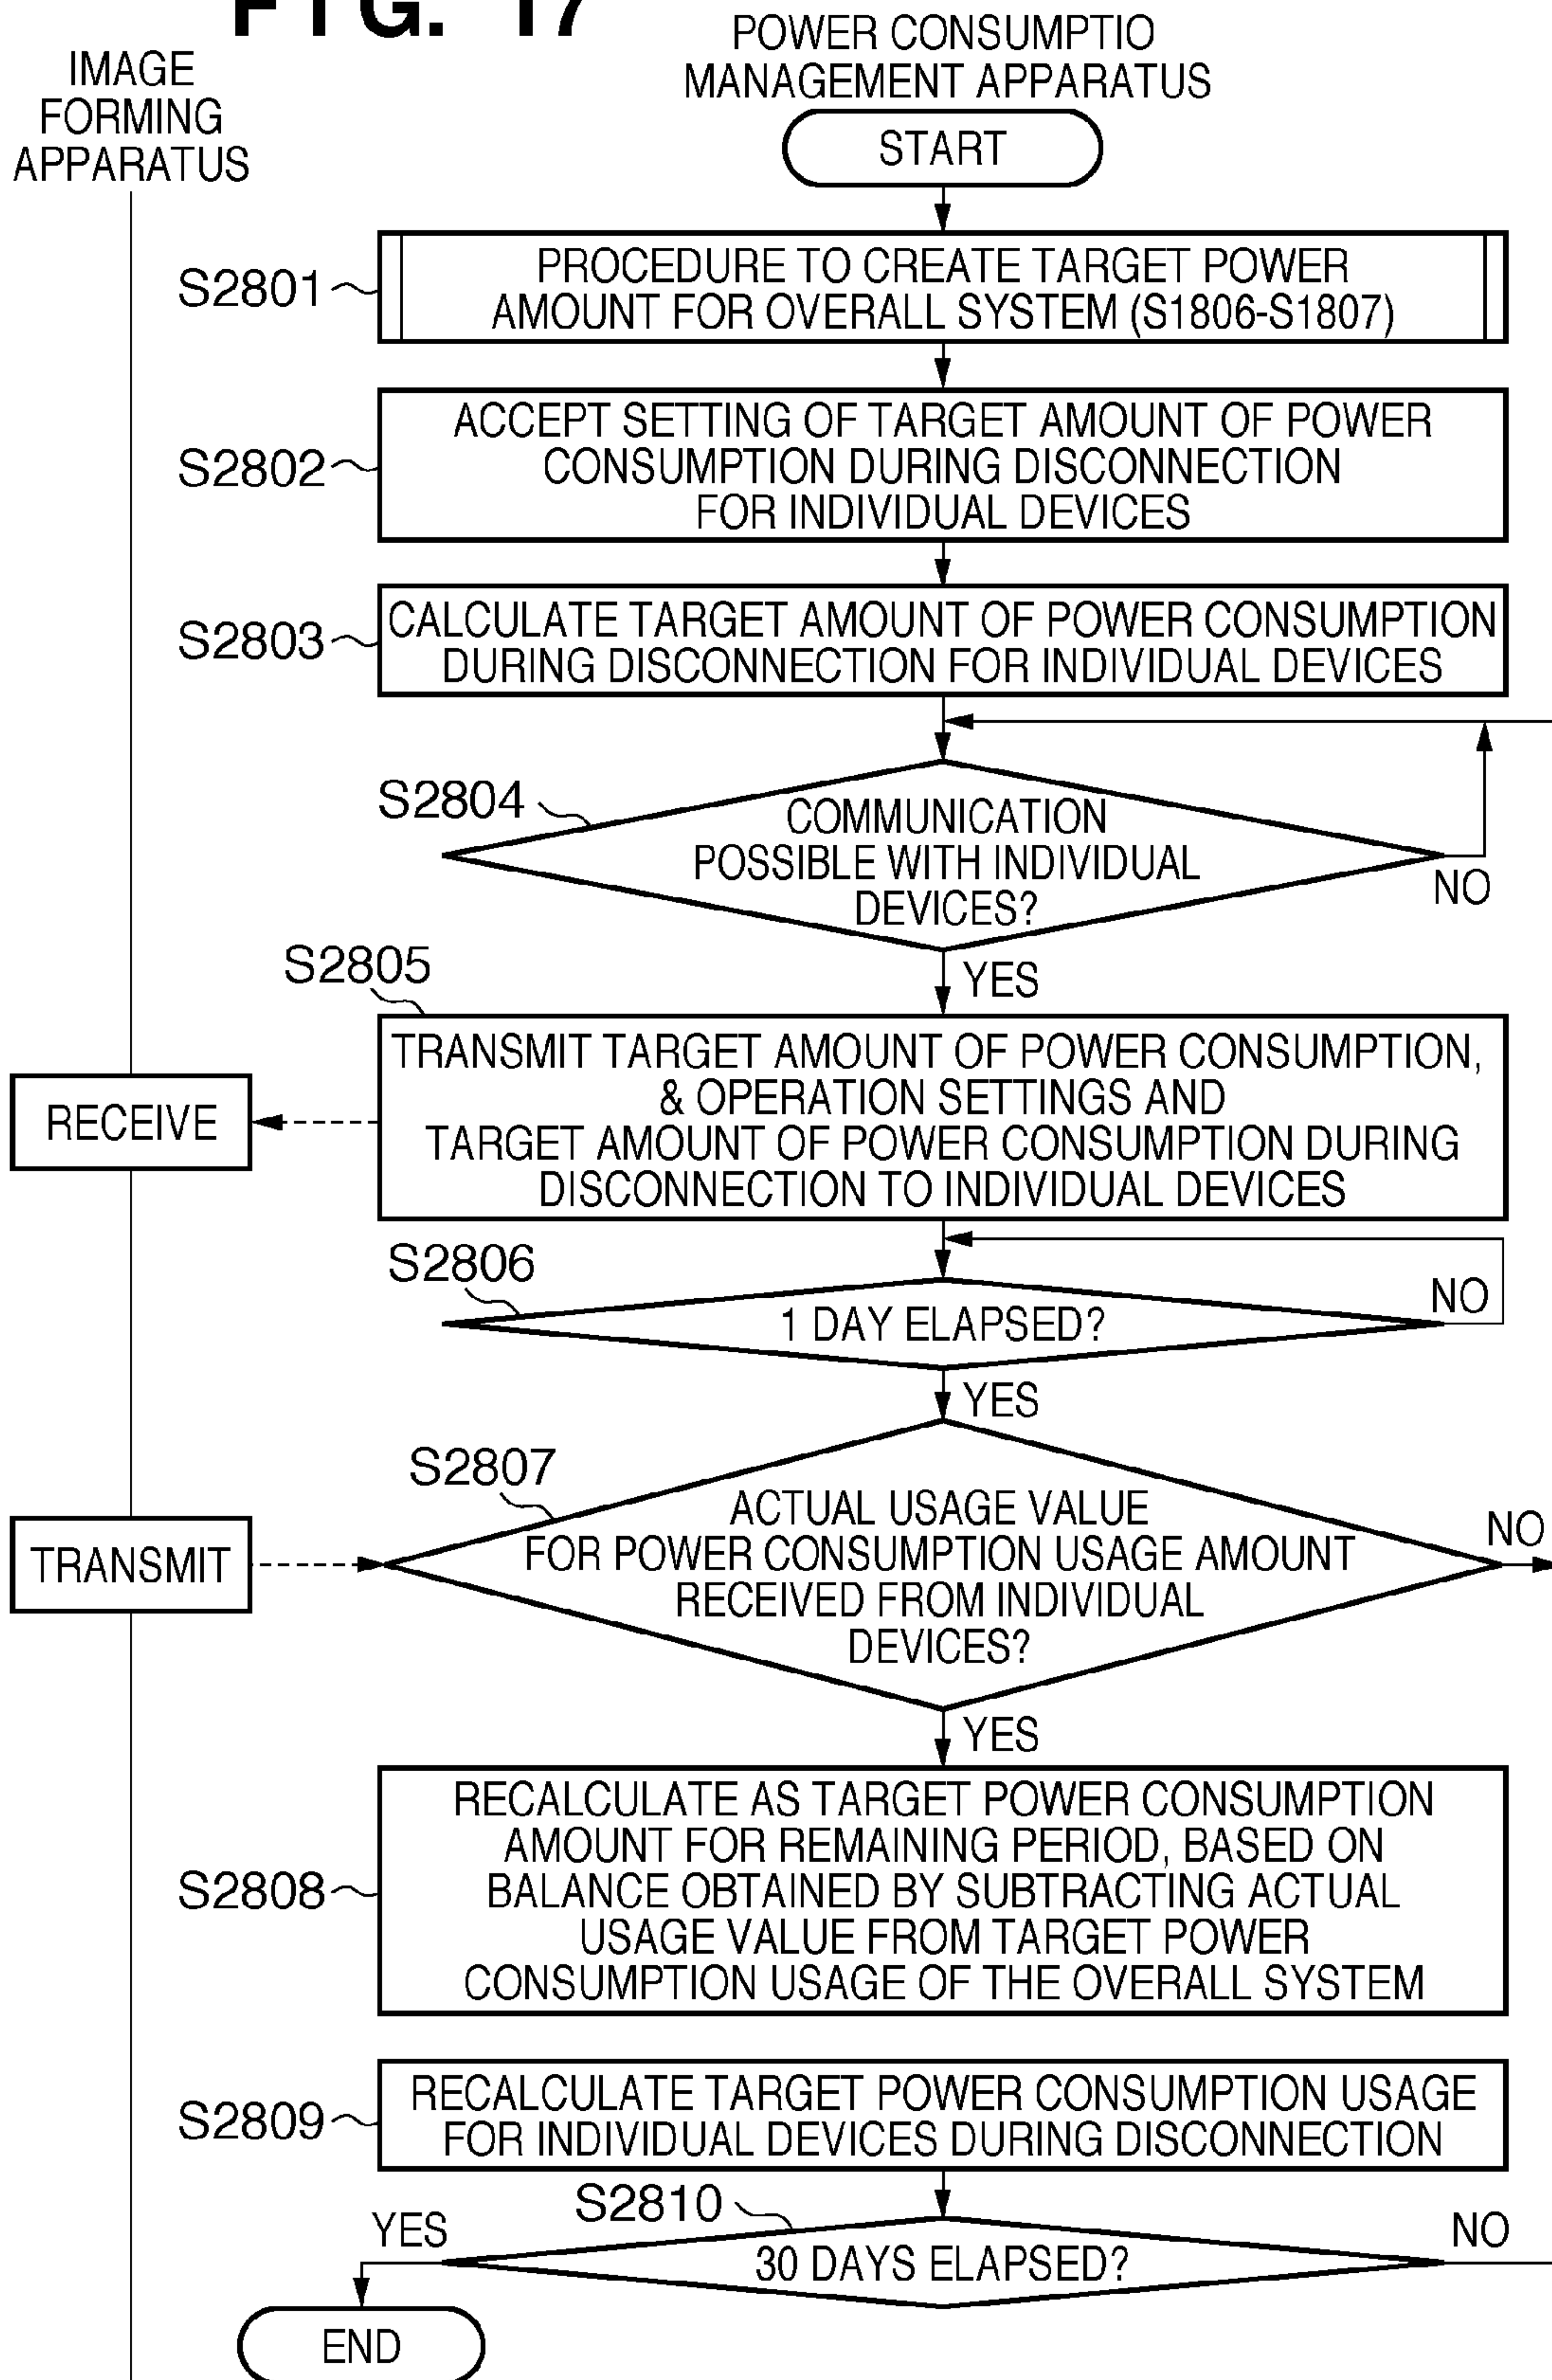 FIG. 17
IMAGE
FORMING
APPARATUS
POWER CONSUMPTIO
MANAGEMENT APPARATUS
START
S2801
PROCEDURE TO CREATE TARGET POWER
AMOUNT FOR OVERALL SYSTEM (S1806-S1807)
S2802
ACCEPT SETTING OF TARGET AMOUNT OF POWER
CONSUMPTION DURING DISCONNECTION
FOR INDIVIDUAL DEVICES
S2803
CALCULATE TARGET AMOUNT OF POWER CONSUMPTION
DURING DISCONNECTION FOR INDIVIDUAL DEVICES
S2804
COMMUNICATION
POSSIBLE WITH INDIVIDUAL
DEVICES?
NO
YES
S2805
TRANSMIT TARGET AMOUNT OF POWER CONSUMPTION,
& OPERATION SETTINGS AND
TARGET AMOUNT OF POWER CONSUMPTION DURING
DISCONNECTION TO INDIVIDUAL DEVICES
RECEIVE
S2806
1 DAY ELAPSED?
NO
YES
S2807
ACTUAL USAGE VALUE
FOR POWER CONSUMPTION USAGE AMOUNT
RECEIVED FROM INDIVIDUAL
DEVICES?
NO
TRANSMIT
YES
S2808
RECALCULATE AS TARGET POWER CONSUMPTION
AMOUNT FOR REMAINING PERIOD, BASED ON
BALANCE OBTAINED BY SUBTRACTING ACTUAL
USAGE VALUE FROM TARGET POWER
CONSUMPTION USAGE OF THE OVERALL SYSTEM
S2809
RECALCULATE TARGET POWER CONSUMPTION USAGE
FOR INDIVIDUAL DEVICES DURING DISCONNECTION
S2810
30 DAYS ELAPSED?
YES
NO
END